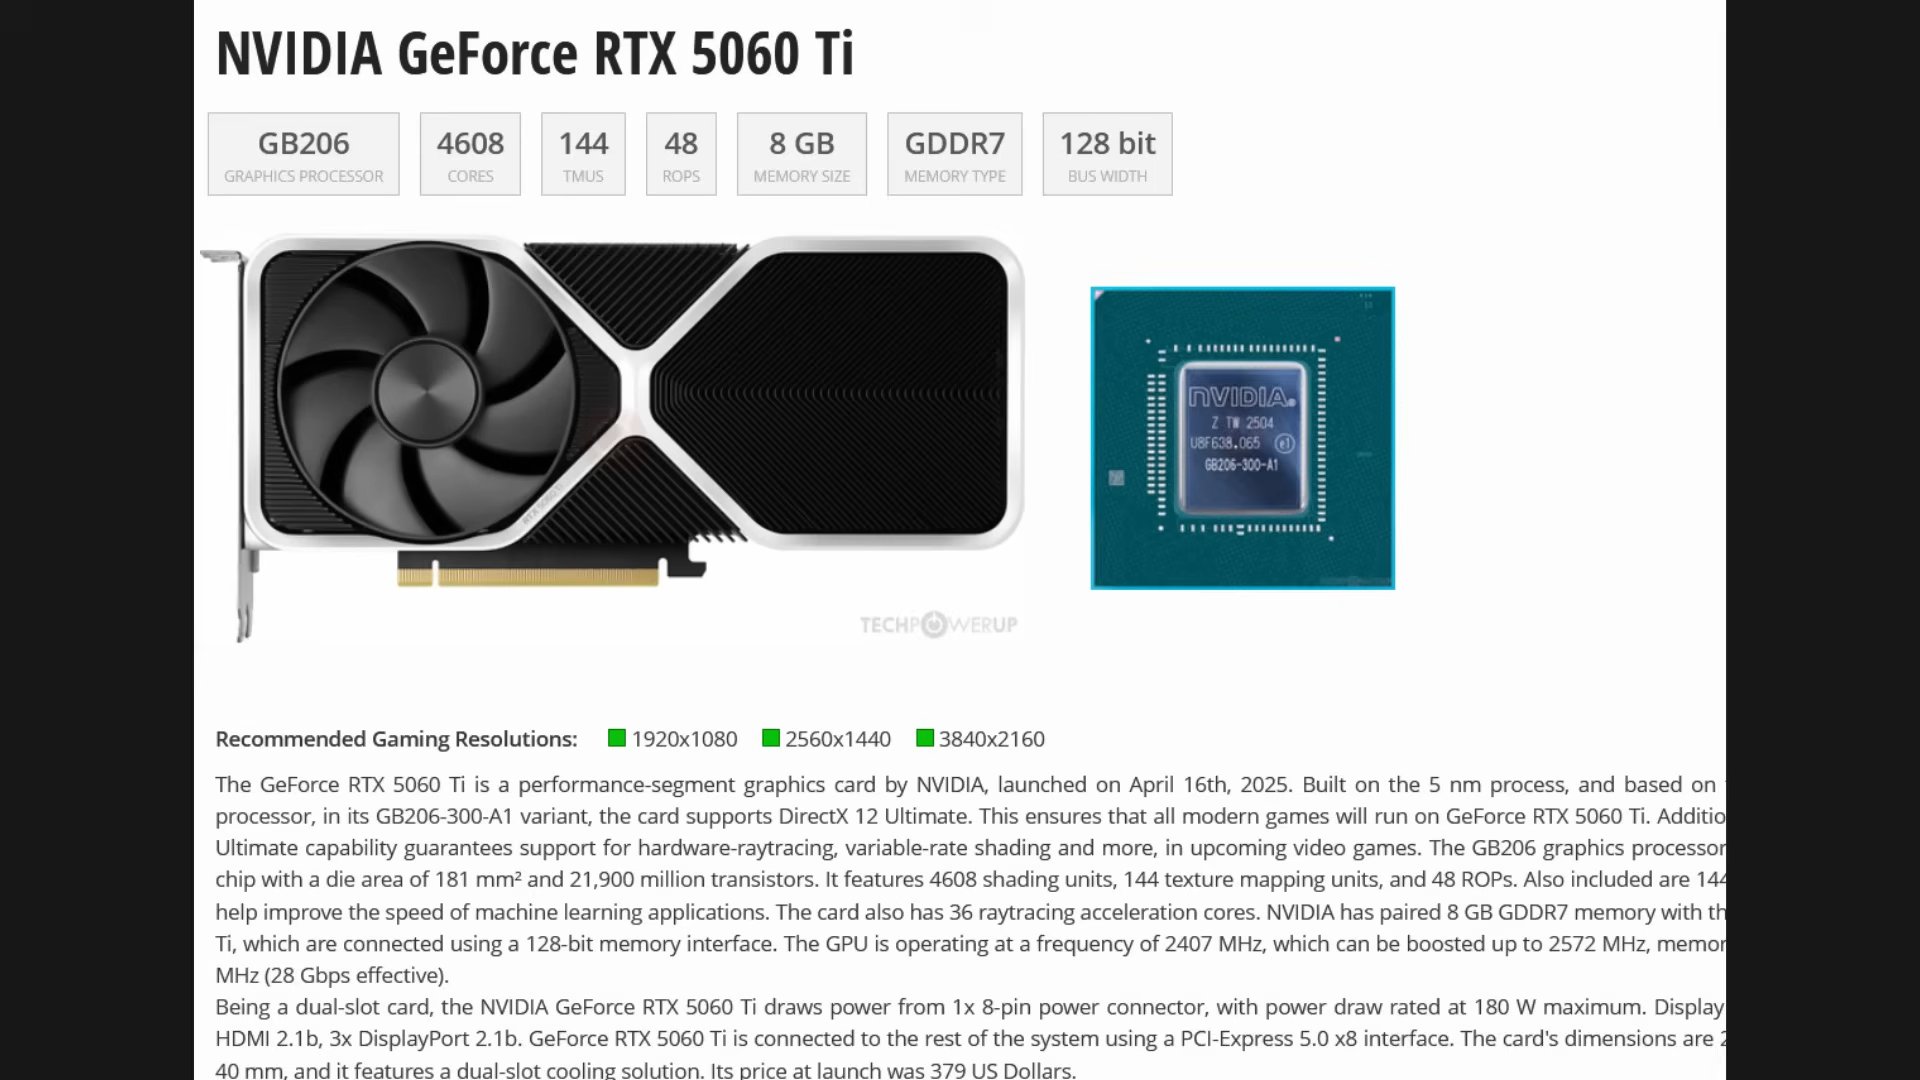 NVIDIA GeForce RTX 5060 Ti
GB206 4608 144 48 8 GB GDDR7 128 bit
GRAPHICS PROCESSOR CORES TMUS ROPS MEMORY SIZE MEMORY TYPE BUS WIDTH
RTX 5060 Ti
NVIDIA
Z TW 2504
U8F638.065 e1
GB206-300-A1
TECHPOWERUP
Recommended Gaming Resolutions: 1920x1080 2560x1440 3840x2160
The GeForce RTX 5060 Ti is a performance-segment graphics card by NVIDIA, launched on April 16th, 2025. Built on the 5 nm process, and based on
processor, in its GB206-300-A1 variant, the card supports DirectX 12 Ultimate. This ensures that all modern games will run on GeForce RTX 5060 Ti. Additio
Ultimate capability guarantees support for hardware-raytracing, variable-rate shading and more, in upcoming video games. The GB206 graphics processor
chip with a die area of 181 mm² and 21,900 million transistors. It features 4608 shading units, 144 texture mapping units, and 48 ROPs. Also included are 144
help improve the speed of machine learning applications. The card also has 36 raytracing acceleration cores. NVIDIA has paired 8 GB GDDR7 memory with th
Ti, which are connected using a 128-bit memory interface. The GPU is operating at a frequency of 2407 MHz, which can be boosted up to 2572 MHz, memor
MHz (28 Gbps effective).
Being a dual-slot card, the NVIDIA GeForce RTX 5060 Ti draws power from 1x 8-pin power connector, with power draw rated at 180 W maximum. Display
HDMI 2.1b, 3x DisplayPort 2.1b. GeForce RTX 5060 Ti is connected to the rest of the system using a PCI-Express 5.0 x8 interface. The card's dimensions are 2
40 mm, and it features a dual-slot cooling solution. Its price at launch was 379 US Dollars.